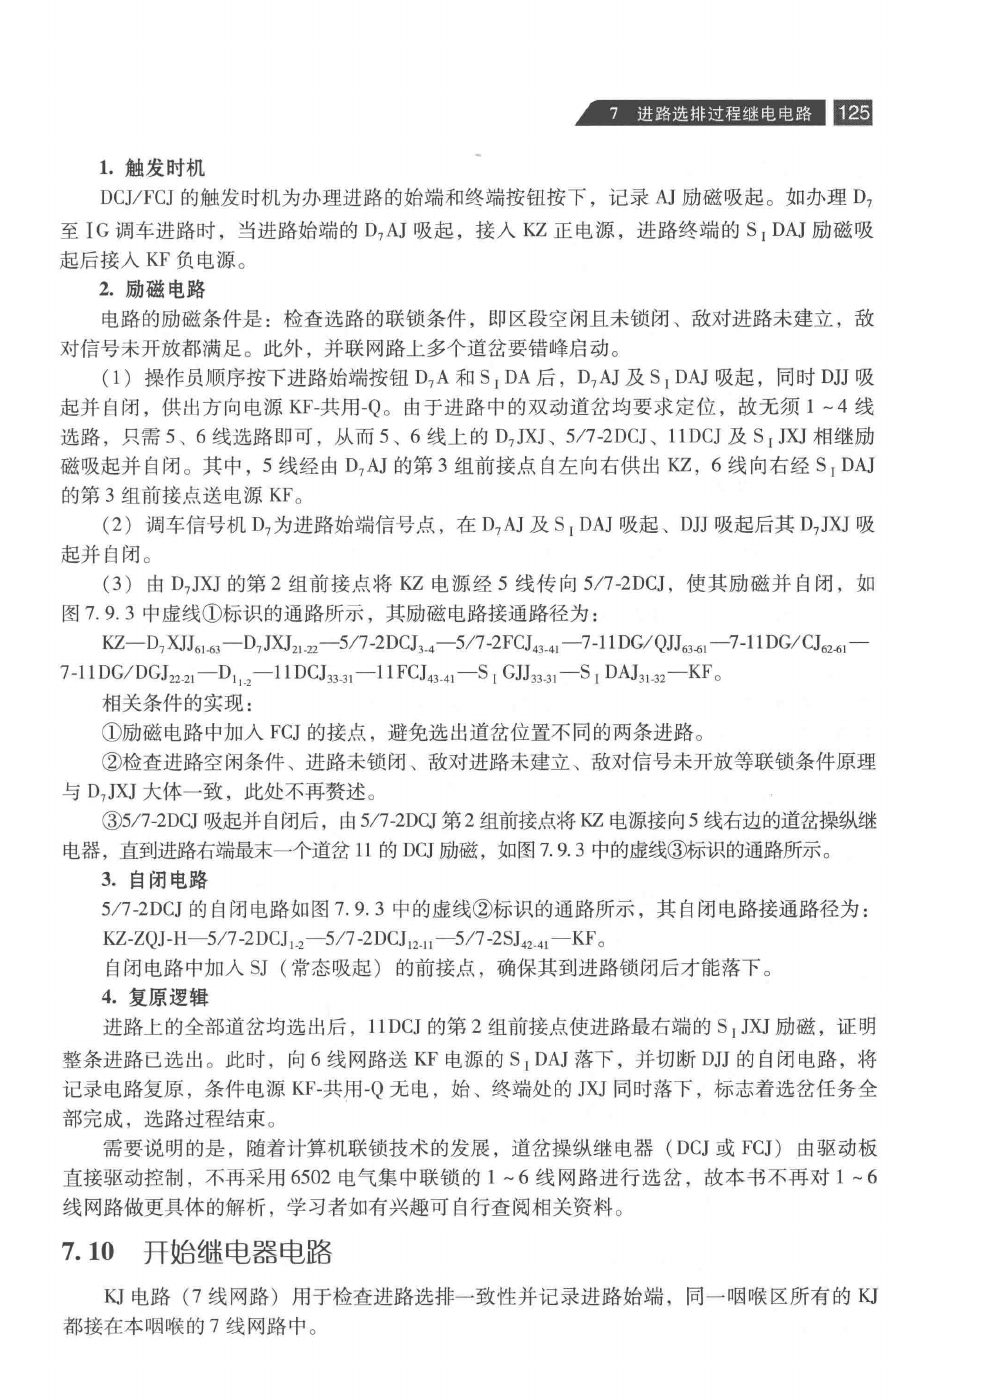 7 进路选排过程继电电路 125
1. 触发时机
DCJ/FCJ 的触发时机为办理进路的始端和终端按钮按下，记录 AJ 励磁吸起。如办理 D₇
至 ⅠG 调车进路时，当进路始端的 D₇AJ 吸起，接入 KZ 正电源，进路终端的 SⅠDAJ 励磁吸
起后接入 KF 负电源。
2. 励磁电路
电路的励磁条件是：检查选路的联锁条件，即区段空闲且未锁闭、敌对进路未建立，敌
对信号未开放都满足。此外，并联网路上多个道岔要错峰启动。
（1）操作员顺序按下进路始端按钮 D₇A 和 SⅠDA 后，D₇AJ 及 SⅠDAJ 吸起，同时 DJJ 吸
起并自闭，供出方向电源 KF-共用-Q。由于进路中的双动道岔均要求定位，故无须 1 ~ 4 线
选路，只需 5、6 线选路即可，从而 5、6 线上的 D₇JXJ、5/7-2DCJ、11DCJ 及 SⅠJXJ 相继励
磁吸起并自闭。其中，5 线经由 D₇AJ 的第 3 组前接点自左向右供出 KZ，6 线向右经 SⅠDAJ
的第 3 组前接点送电源 KF。
（2）调车信号机 D₇为进路始端信号点，在 D₇AJ 及 SⅠDAJ 吸起、DJJ 吸起后其 D₇JXJ 吸
起并自闭。
（3）由 D₇JXJ 的第 2 组前接点将 KZ 电源经 5 线传向 5/7-2DCJ，使其励磁并自闭，如
图 7. 9. 3 中虚线①标识的通路所示，其励磁电路接通路径为：
KZ—D₇XJJ₆₁₋₆₃—D₇JXJ₂₁₋₂₂—5/7-2DCJ₃₋₄—5/7-2FCJ₄₃₋₄₁—7-11DG/QJJ₆₃₋₆₁—7-11DG/CJ₆₂₋₆₁—
7-11DG/DGJ₂₂₋₂₁—D₁₁₋₂—11DCJ₃₃₋₃₁—11FCJ₄₃₋₄₁—SⅠGJJ₃₃₋₃₁—SⅠDAJ₃₁₋₃₂—KF。
相关条件的实现：
①励磁电路中加入 FCJ 的接点，避免选出道岔位置不同的两条进路。
②检查进路空闲条件、进路未锁闭、敌对进路未建立、敌对信号未开放等联锁条件原理
与 D₇JXJ 大体一致，此处不再赘述。
③5/7-2DCJ 吸起并自闭后，由 5/7-2DCJ 第 2 组前接点将 KZ 电源接向 5 线右边的道岔操纵继
电器，直到进路右端最末一个道岔 11 的 DCJ 励磁，如图 7. 9. 3 中的虚线③标识的通路所示。
3. 自闭电路
5/7-2DCJ 的自闭电路如图 7. 9. 3 中的虚线②标识的通路所示，其自闭电路接通路径为：
KZ-ZQJ-H—5/7-2DCJ₁₋₂—5/7-2DCJ₁₂₋₁₁—5/7-2SJ₄₂₋₄₁—KF。
自闭电路中加入 SJ（常态吸起）的前接点，确保其到进路锁闭后才能落下。
4. 复原逻辑
进路上的全部道岔均选出后，11DCJ 的第 2 组前接点使进路最右端的 SⅠJXJ 励磁，证明
整条进路已选出。此时，向 6 线网路送 KF 电源的 SⅠDAJ 落下，并切断 DJJ 的自闭电路，将
记录电路复原，条件电源 KF-共用-Q 无电，始、终端处的 JXJ 同时落下，标志着选岔任务全
部完成，选路过程结束。
需要说明的是，随着计算机联锁技术的发展，道岔操纵继电器（DCJ 或 FCJ）由驱动板
直接驱动控制，不再采用 6502 电气集中联锁的 1 ~ 6 线网路进行选岔，故本书不再对 1 ~ 6
线网路做更具体的解析，学习者如有兴趣可自行查阅相关资料。
7. 10 开始继电器电路
KJ 电路（7 线网路）用于检查进路选排一致性并记录进路始端，同一咽喉区所有的 KJ
都接在本咽喉的 7 线网路中。